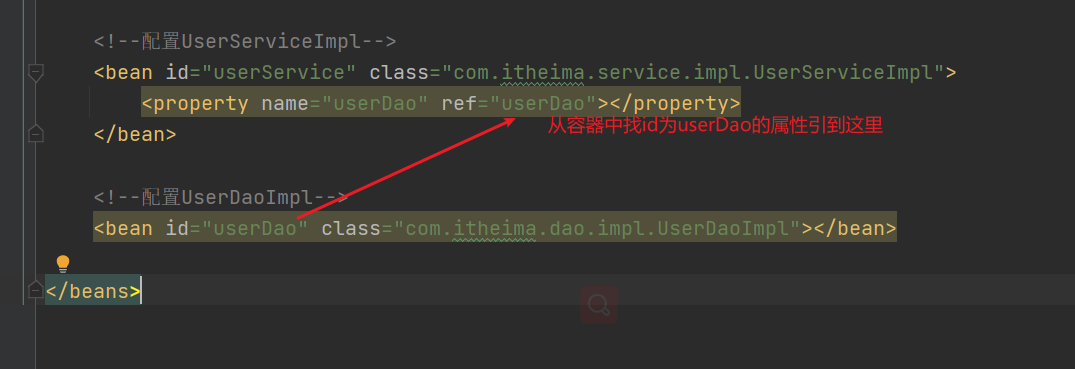 <!--配置UserServiceImpl-->
<bean id="userService" class="com.itheima.service.impl.UserServiceImpl">
<property name="userDao" ref="userDao"></property>
从容器中找id为userDao的属性引到这里
</bean>
<!--配置UserDaoImpl-->
<bean id="userDao" class="com.itheima.dao.impl.UserDaoImpl"></bean>
</beans>